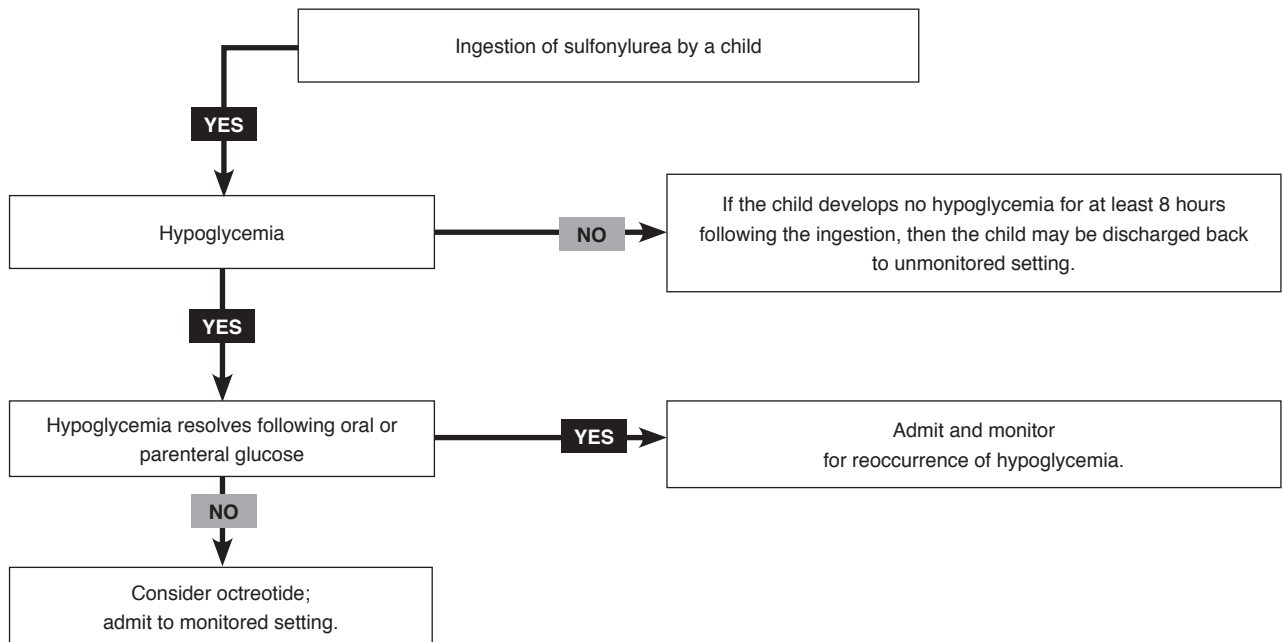 Ingestion of sulfonylurea by a child
YES
Hypoglycemia
NO
If the child develops no hypoglycemia for at least 8 hours
following the ingestion, then the child may be discharged back
to unmonitored setting.
YES
Hypoglycemia resolves following oral or
parenteral glucose
YES
Admit and monitor
for reoccurrence of hypoglycemia.
NO
Consider octreotide;
admit to monitored setting.